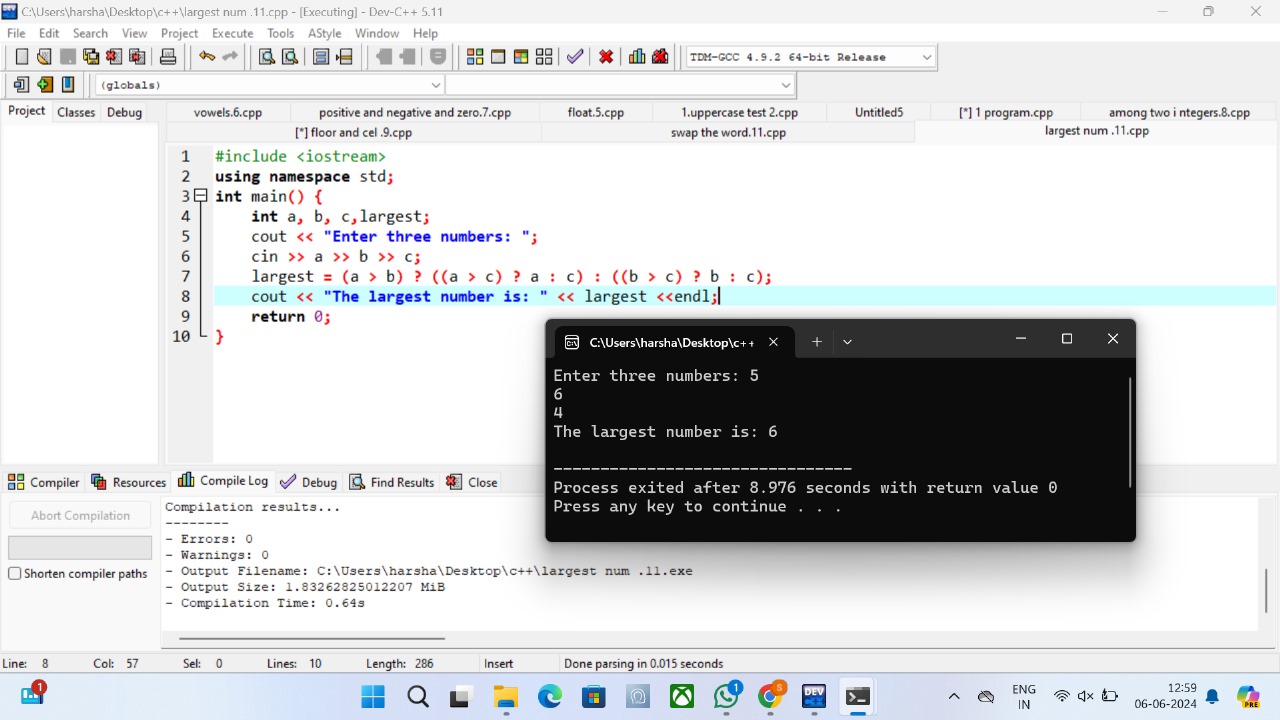 C:\Users\harsha\Desktop\c++\largest num .11.cpp - [Executing] - Dev-C++ 5.11
File Edit Search View Project Execute Tools AStyle Window Help
TDM-GCC 4.9.2 64-bit Release
(globals)
Project Classes Debug
vowels.6.cpp positive and negative and zero.7.cpp float.5.cpp 1.uppercase test 2.cpp Untitled5 [*] 1 program.cpp among two i ntegers.8.cpp
[*] floor and cel .9.cpp swap the word.11.cpp largest num .11.cpp
1 #include <iostream>
2 using namespace std;
3 int main() {
4 int a, b, c,largest;
5 cout << "Enter three numbers: ";
6 cin >> a >> b >> c;
7 largest = (a > b) ? ((a > c) ? a : c) : ((b > c) ? b : c);
8 cout << "The largest number is: " << largest <<endl;
9 return 0;
10 }
C:\Users\harsha\Desktop\c++
Enter three numbers: 5
6
4
The largest number is: 6
--------------------------------
Process exited after 8.976 seconds with return value 0
Press any key to continue . . .
Compiler Resources Compile Log Debug Find Results Close
Abort Compilation
Shorten compiler paths
Compilation results...
--------
- Errors: 0
- Warnings: 0
- Output Filename: C:\Users\harsha\Desktop\c++\largest num .11.exe
- Output Size: 1.83262825012207 MiB
- Compilation Time: 0.64s
Line: 8 Col: 57 Sel: 0 Lines: 10 Length: 286 Insert Done parsing in 0.015 seconds
1
1
S
DEV
ENG
IN
12:59
06-06-2024
PRE